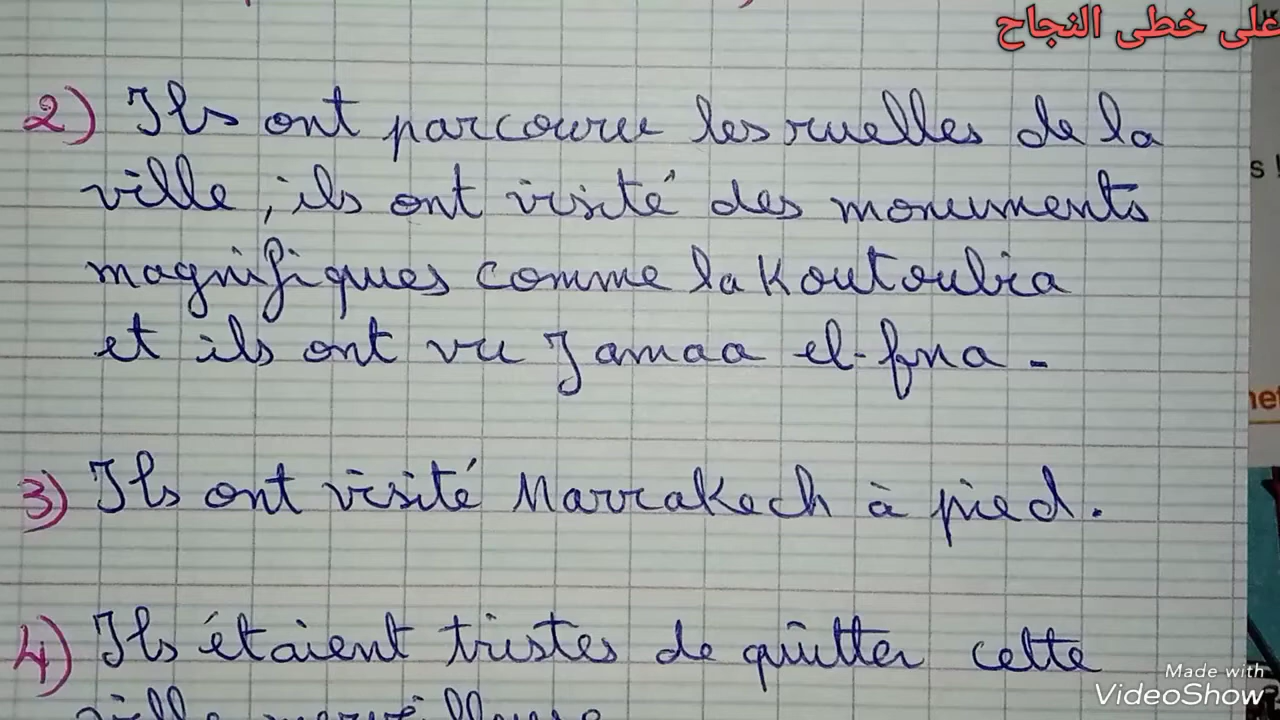 على خطى النجاح
2) Ils ont parcouru les ruelles de la
ville, ils ont visité des monuments
magnifiques comme la Koutoubia
et ils ont vu Jamaa el-fna.
3) Ils ont visité Marrakech à pied.
4) Ils étaient tristes de quitter cette
ville
Made with
VideoShow